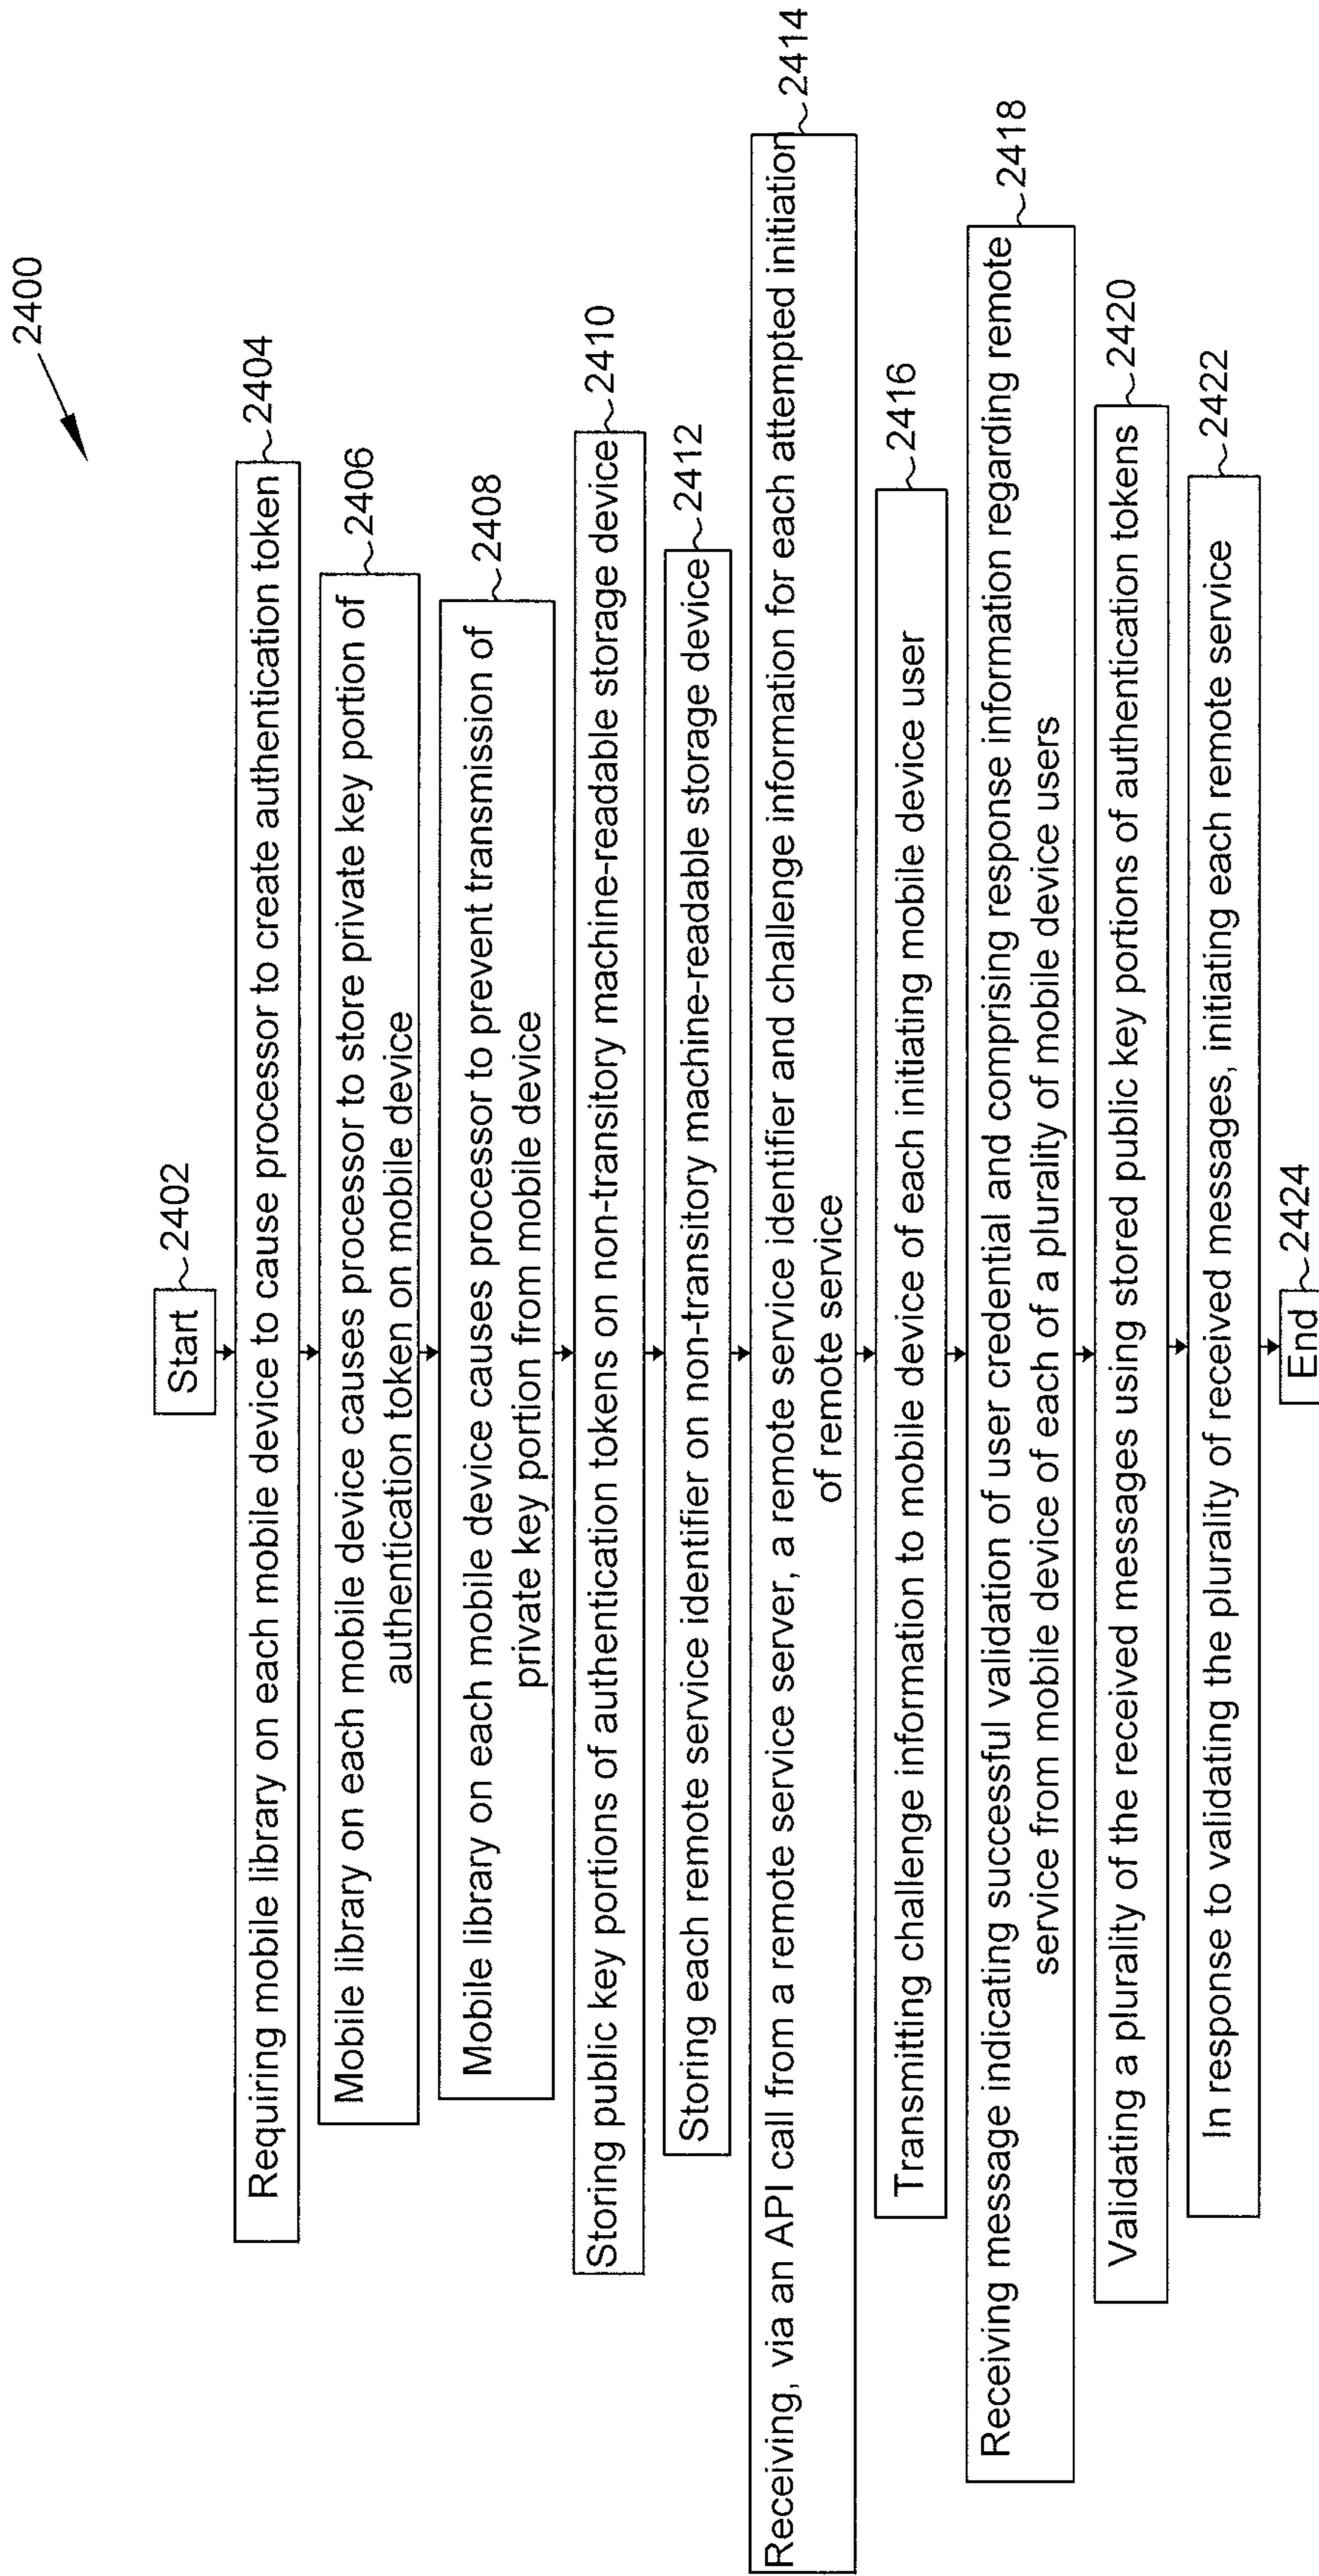 2400
Start
2402
Requiring mobile library on each mobile device to cause processor to create authentication token
2404
Mobile library on each mobile device causes processor to store private key portion of
authentication token on mobile device
2406
Mobile library on each mobile device causes processor to prevent transmission of
private key portion from mobile device
2408
Storing public key portions of authentication tokens on non-transitory machine-readable storage device
2410
Storing each remote service identifier on non-transitory machine-readable storage device
2412
Receiving, via an API call from a remote service server, a remote service identifier and challenge information for each attempted initiation
of remote service
2414
Transmitting challenge information to mobile device of each initiating mobile device user
2416
Receiving message indicating successful validation of user credential and comprising response information regarding remote
service from mobile device of each of a plurality of mobile device users
2418
Validating a plurality of the received messages using stored public key portions of authentication tokens
2420
In response to validating the plurality of received messages, initiating each remote service
2422
End
2424